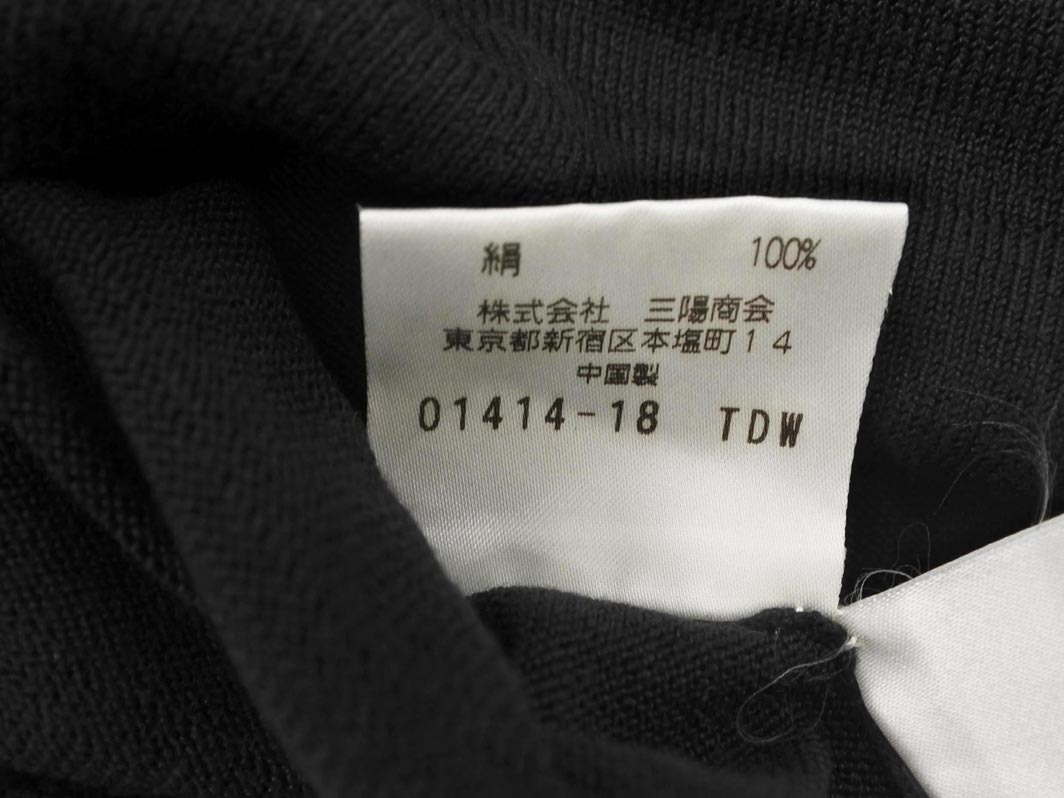 絹 100%
株式会社 三陽商会
東京都新宿区本塩町14
中国製
01414-18 TDW